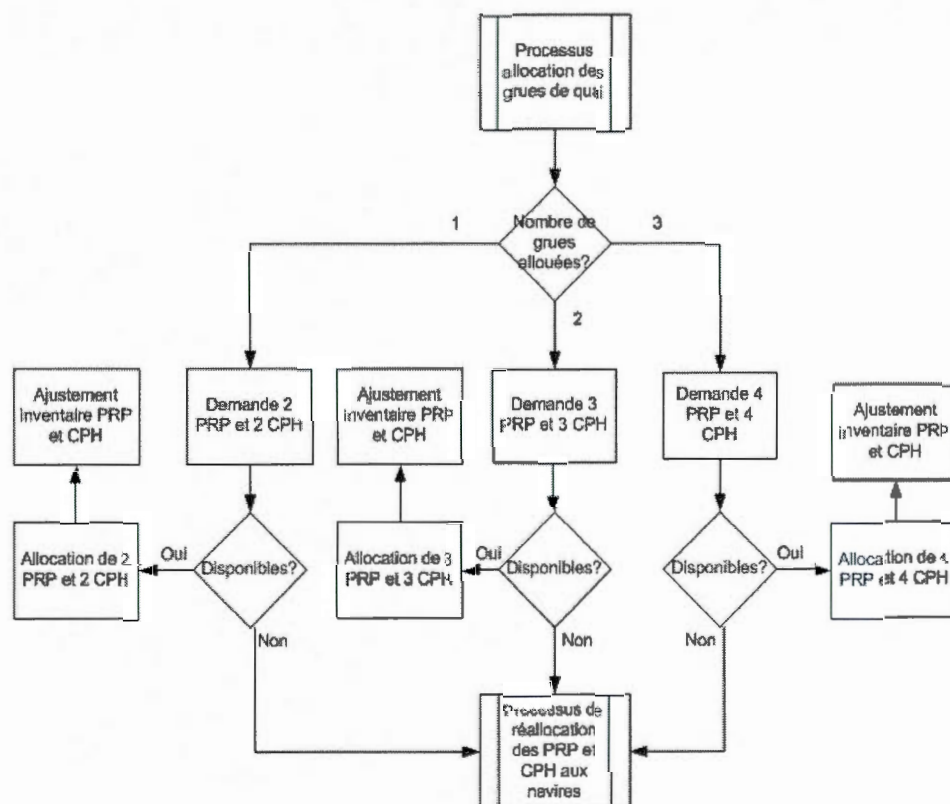 Processus
allocation des
grues de quai
Nombre de
grues
allouées?
1
3
2
Ajustement
inventaire PRP
et CPH
Demande 2
PRP et 2 CPH
Ajustement
inventaire PRP
et CPH
Demande 3
PRP et 3 CPH
Demande 4
PRP et 4
CPH
Ajustement
inventaire PRP
et CPH
Allocation de 2
PRP et 2 CPH
Oui
Disponibles?
Allocation de 3
PRP et 3 CPH
Oui
Disponibles?
Disponibles?
Oui
Allocation de 4
PRP et 4 CPH
Non
Non
Non
Processus de
réallocation
des PRP et
CPH aux
navires